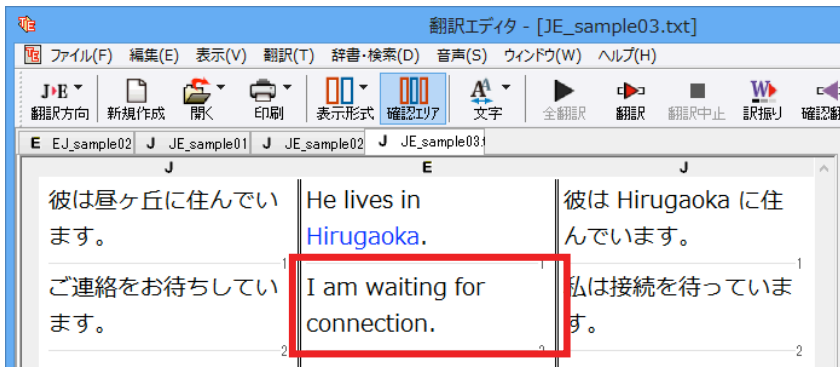 翻訳エディタ - [JE_sample03.txt]
ファイル(F) 編集(E) 表示(V) 翻訳(T) 辞書・検索(D) 音声(S) ウィンドウ(W) ヘルプ(H)
J▸E
翻訳方向 新規作成 開く 印刷 表示形式 確認エリア 文字 全翻訳 翻訳 翻訳中止 訳振り
E EJ_sample02 J JE_sample01 J JE_sample02 J JE_sample03.
J E J
彼は昼ヶ丘に住んでい
ます。
1
He lives in
Hirugaoka.
1
彼は Hirugaoka に住
んでいます。
1
ご連絡をお待ちしてい
ます。
2
I am waiting for
connection.
2
私は接続を待っていま
す。
2